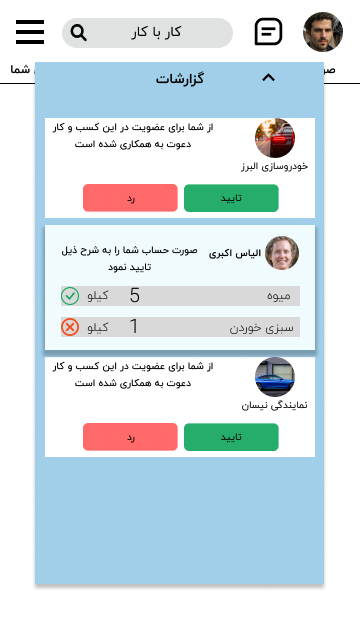 کار با کار
صو
شما
گزارشات
از شما برای عضویت در این کسب و کار
دعوت به همکاری شده است
خودروسازی البرز
تایید
رد
الیاس اکبری
صورت حساب شما را به شرح ذیل
تایید نمود
میوه 5 کیلو
سبزی خوردن 1 کیلو
از شما برای عضویت در این کسب و کار
دعوت به همکاری شده است
نمایندگی نیسان
تایید
رد